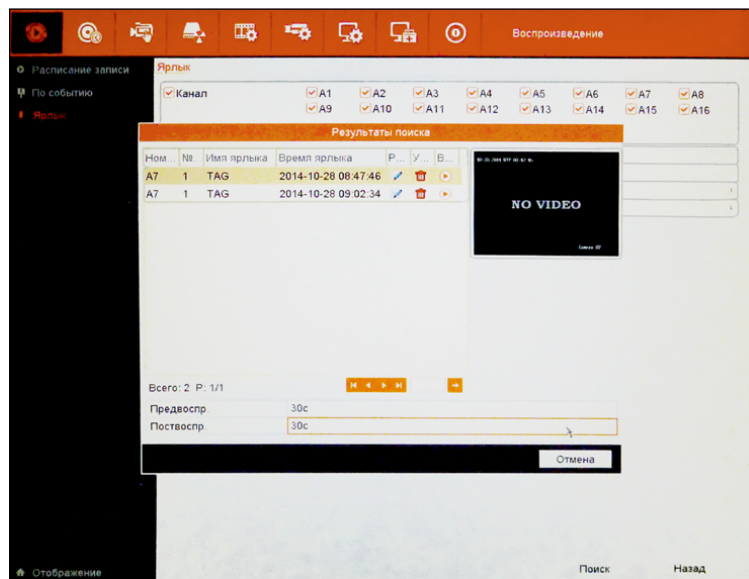 Воспроизведение
Расписание записи
По событию
Ярлык
Ярлык
Канал
A1 A2 A3 A4 A5 A6 A7 A8
A9 A10 A11 A12 A13 A14 A15 A16
Результаты поиска
Ном... № Имя ярлыка Время ярлыка Р... У... В...
A7 1 TAG 2014-10-28 08:47:46
A7 1 TAG 2014-10-28 09:02:34
NO VIDEO
Всего: 2 P: 1/1
Предвоспр. 30с
Поствоспр. 30с
Отмена
Отображение
Поиск Назад